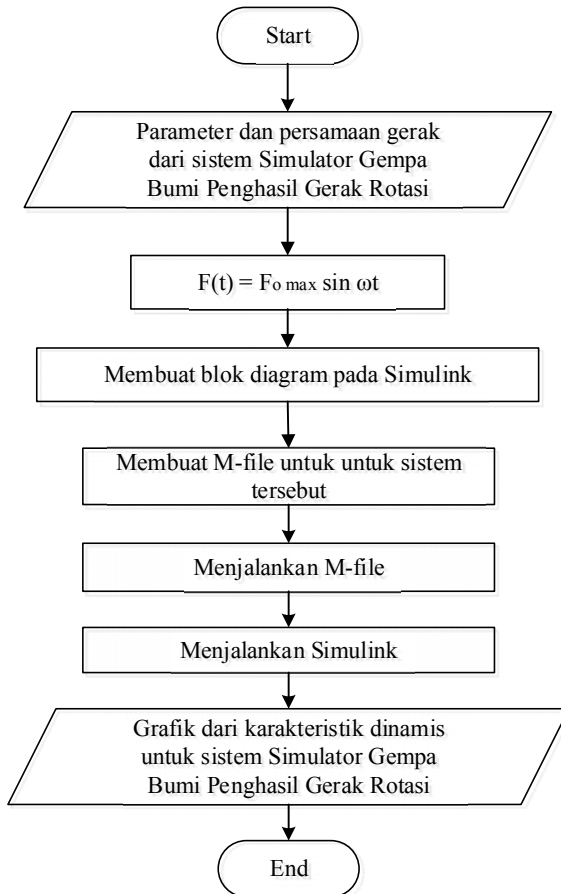 Start
Parameter dan persamaan gerak
dari sistem Simulator Gempa
Bumi Penghasil Gerak Rotasi
F(t) = Fo max sin ωt
Membuat blok diagram pada Simulink
Membuat M-file untuk untuk sistem
tersebut
Menjalankan M-file
Menjalankan Simulink
Grafik dari karakteristik dinamis
untuk sistem Simulator Gempa
Bumi Penghasil Gerak Rotasi
End